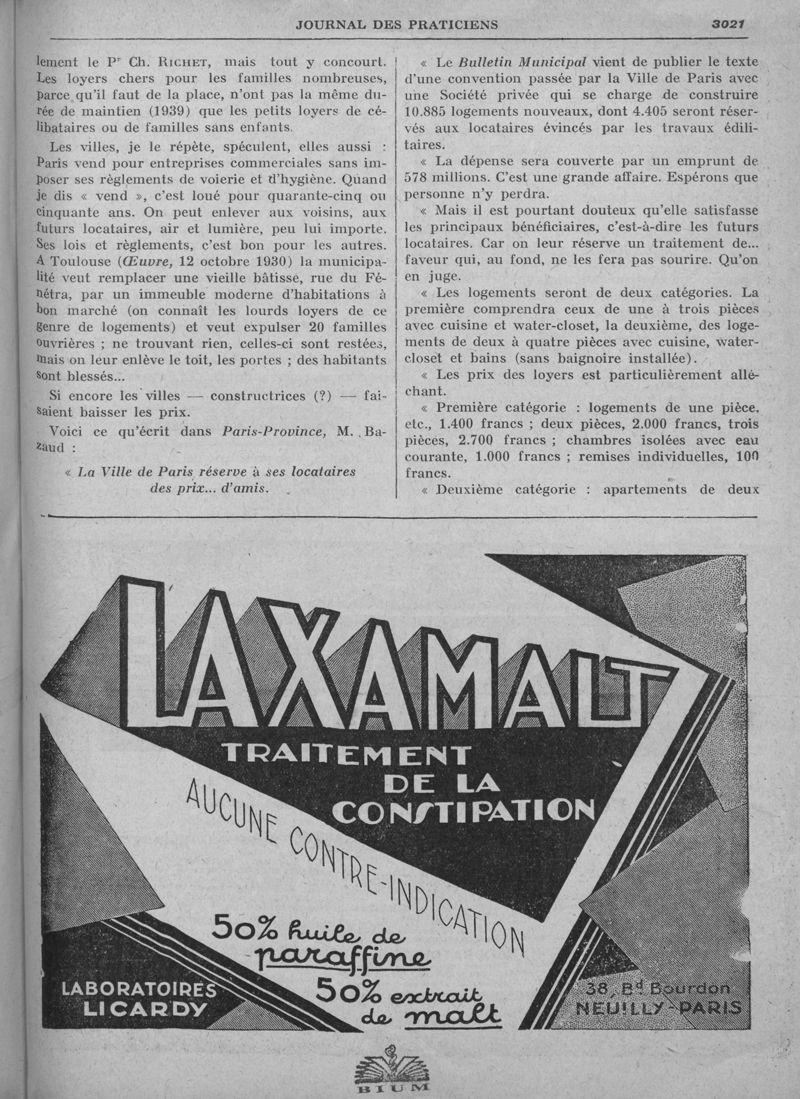 JOURNAL DES PRATICIENS 3021
lement le Pr Ch. RICHET, mais tout y concourt.
Les loyers chers pour les familles nombreuses,
parce qu'il faut de la place, n'ont pas la même du-
rée de maintien (1939) que les petits loyers de cé-
libataires ou de familles sans enfants.
Les villes, je le répète, spéculent, elles aussi :
Paris vend pour entreprises commerciales sans im-
poser ses règlements de voierie et d'hygiène. Quand
je dis « vend », c'est loué pour quarante-cinq ou
cinquante ans. On peut enlever aux voisins, aux
futurs locataires, air et lumière, peu lui importe.
Ses lois et règlements, c'est bon pour les autres.
A Toulouse (Œuvre, 12 octobre 1930) la municipa-
lité veut remplacer une vieille bâtisse, rue du Fé-
nétra, par un immeuble moderne d'habitations à
bon marché (on connaît les lourds loyers de ce
genre de logements) et veut expulser 20 familles
ouvrières ; ne trouvant rien, celles-ci sont restées,
mais on leur enlève le toit, les portes ; des habitants
sont blessés...
Si encore les villes — constructrices (?) — fai-
saient baisser les prix.
Voici ce qu'écrit dans Paris-Province, M. Ba-
zaud :
« La Ville de Paris réserve à ses locataires
des prix... d'amis.
« Le Bulletin Municipal vient de publier le texte
d'une convention passée par la Ville de Paris avec
une Société privée qui se charge de construire
10.885 logements nouveaux, dont 4.405 seront réser-
vés aux locataires évincés par les travaux édili-
taires.
« La dépense sera couverte par un emprunt de
578 millions. C'est une grande affaire. Espérons que
personne n'y perdra.
« Mais il est pourtant douteux qu'elle satisfasse
les principaux bénéficiaires, c'est-à-dire les futurs
locataires. Car on leur réserve un traitement de...
faveur qui, au fond, ne les fera pas sourire. Qu'on
en juge.
« Les logements seront de deux catégories. La
première comprendra ceux de une à trois pièces
avec cuisine et water-closet, la deuxième, des loge-
ments de deux à quatre pièces avec cuisine, water-
closet et bains (sans baignoire installée).
« Les prix des loyers est particulièrement allé-
chant.
« Première catégorie : logements de une pièce,
etc., 1.400 francs ; deux pièces, 2.000 francs, trois
pièces, 2.700 francs ; chambres isolées avec eau
courante, 1.000 francs ; remises individuelles, 100
francs.
« Deuxième catégorie : apartements de deux
LAXAMALT
TRAITEMENT
DE LA
CONSTIPATION
AUCUNE CONTRE-INDICATION
50% huile de
paraffine
50% extrait
de malt
LABORATOIRES
LICARDY
38, Bd Bourdon
NEUILLY-PARIS
BIUM